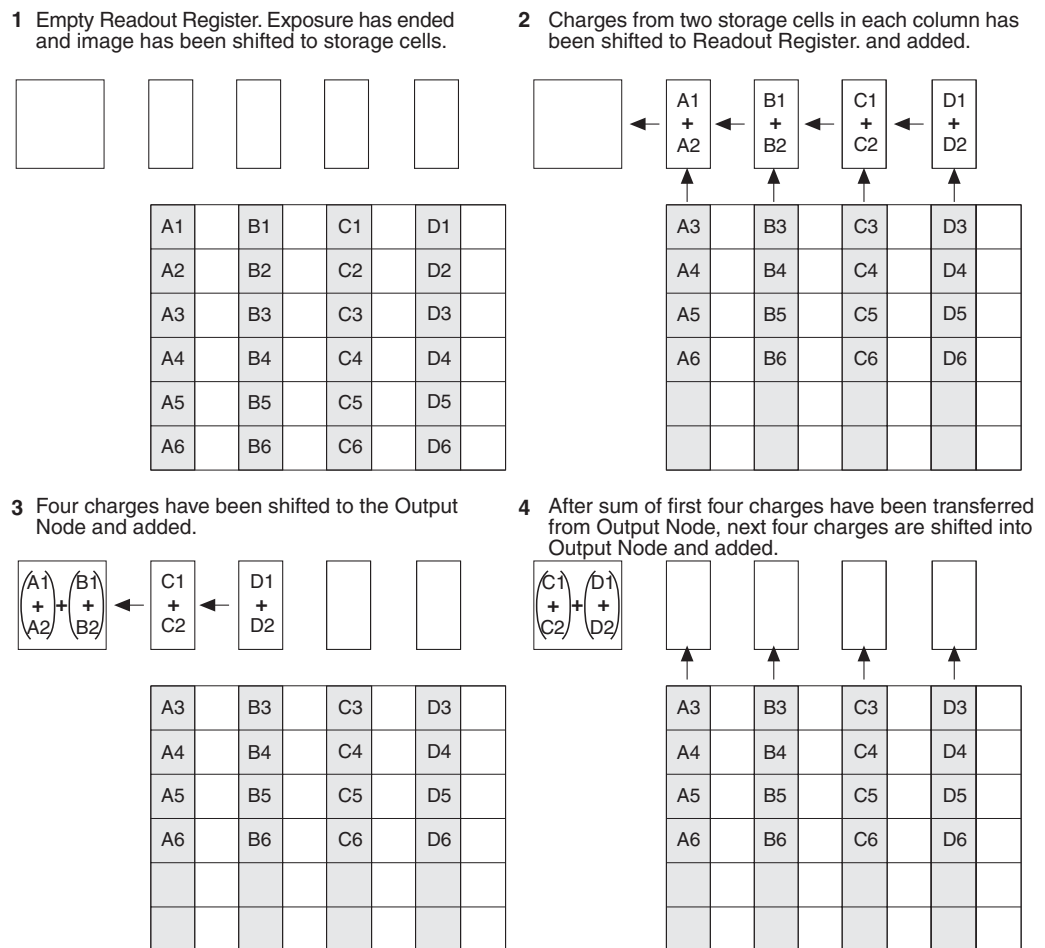 1 Empty Readout Register. Exposure has ended
and image has been shifted to storage cells.
A1 B1 C1 D1
A2 B2 C2 D2
A3 B3 C3 D3
A4 B4 C4 D4
A5 B5 C5 D5
A6 B6 C6 D6
2 Charges from two storage cells in each column has
been shifted to Readout Register. and added.
A1 B1 C1 D1
+ + + +
A2 B2 C2 D2
A3 B3 C3 D3
A4 B4 C4 D4
A5 B5 C5 D5
A6 B6 C6 D6
3 Four charges have been shifted to the Output
Node and added.
(A1 (B1 C1 D1
+ + + + +
A2) B2) C2 D2
A3 B3 C3 D3
A4 B4 C4 D4
A5 B5 C5 D5
A6 B6 C6 D6
4 After sum of first four charges have been transferred
from Output Node, next four charges are shifted into
Output Node and added.
(C1 (D1
+ + +
C2) D2)
A3 B3 C3 D3
A4 B4 C4 D4
A5 B5 C5 D5
A6 B6 C6 D6